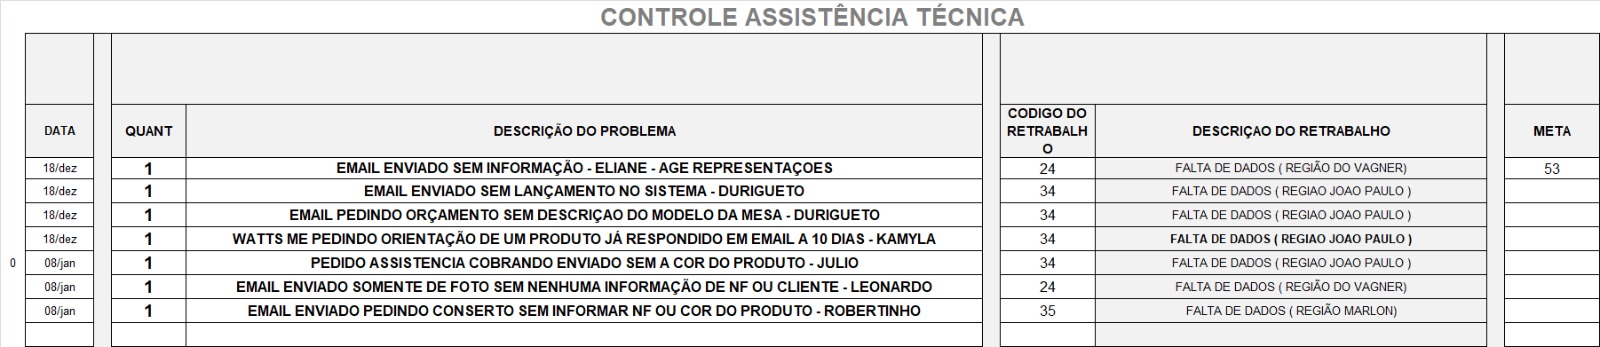 CONTROLE ASSISTÊNCIA TÉCNICA
DATA QUANT DESCRIÇÃO DO PROBLEMA CODIGO DO RETRABALHO DESCRIÇAO DO RETRABALHO META
18/dez 1 EMAIL ENVIADO SEM INFORMAÇÃO - ELIANE - AGE REPRESENTAÇOES 24 FALTA DE DADOS ( REGIÃO DO VAGNER) 53
18/dez 1 EMAIL ENVIADO SEM LANÇAMENTO NO SISTEMA - DURIGUETO 34 FALTA DE DADOS ( REGIAO JOAO PAULO )
18/dez 1 EMAIL PEDINDO ORÇAMENTO SEM DESCRIÇAO DO MODELO DA MESA - DURIGUETO 34 FALTA DE DADOS ( REGIAO JOAO PAULO )
18/dez 1 WATTS ME PEDINDO ORIENTAÇÃO DE UM PRODUTO JÁ RESPONDIDO EM EMAIL A 10 DIAS - KAMYLA 34 FALTA DE DADOS ( REGIAO JOAO PAULO )
0 08/jan 1 PEDIDO ASSISTENCIA COBRANDO ENVIADO SEM A COR DO PRODUTO - JULIO 34 FALTA DE DADOS ( REGIAO JOAO PAULO )
08/jan 1 EMAIL ENVIADO SOMENTE DE FOTO SEM NENHUMA INFORMAÇÃO DE NF OU CLIENTE - LEONARDO 24 FALTA DE DADOS ( REGIÃO DO VAGNER)
08/jan 1 EMAIL ENVIADO PEDINDO CONSERTO SEM INFORMAR NF OU COR DO PRODUTO - ROBERTINHO 35 FALTA DE DADOS ( REGIÃO MARLON)